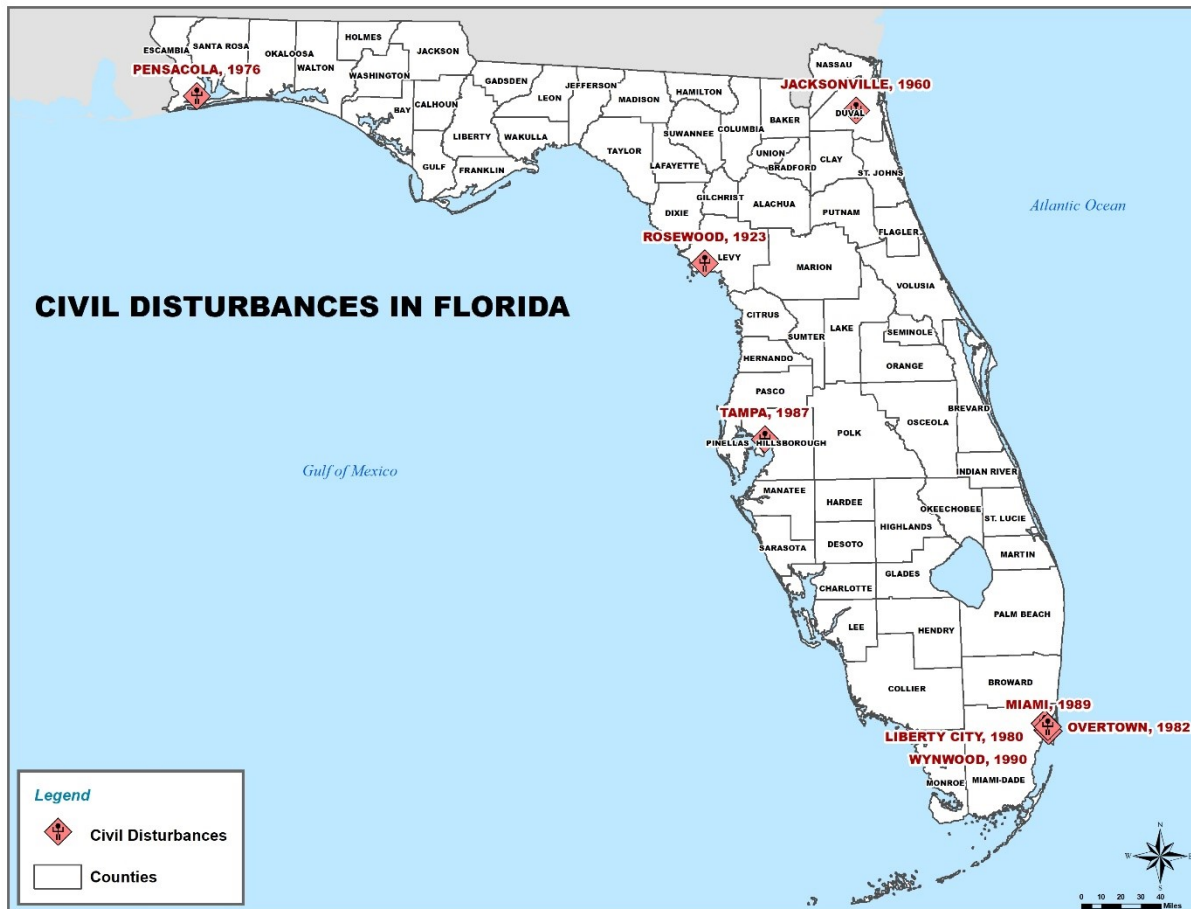 HOLMES
ESCAMBIA
SANTA ROSA
OKALOOSA
WALTON
JACKSON
PENSACOLA, 1976
WASHINGTON
BAY
CALHOUN
GADSDEN
LIBERTY
GULF
FRANKLIN
LEON
WAKULLA
JEFFERSON
MADISON
TAYLOR
HAMILTON
SUWANNEE
LAFAYETTE
COLUMBIA
BAKER
NASSAU
JACKSONVILLE, 1960
DUVAL
UNION
BRADFORD
CLAY
ST. JOHNS
GILCHRIST
DIXIE
ALACHUA
PUTNAM
FLAGLER
Atlantic Ocean
ROSEWOOD, 1923
LEVY
MARION
VOLUSIA
CIVIL DISTURBANCES IN FLORIDA
CITRUS
SUMTER
LAKE
SEMINOLE
HERNANDO
ORANGE
PASCO
TAMPA, 1987
PINELLAS
HILLSBOROUGH
POLK
OSCEOLA
BREVARD
Gulf of Mexico
INDIAN RIVER
MANATEE
HARDEE
OKEECHOBEE
HIGHLANDS
ST. LUCIE
SARASOTA
DESOTO
MARTIN
CHARLOTTE
GLADES
PALM BEACH
LEE
HENDRY
COLLIER
BROWARD
MIAMI, 1989
OVERTOWN, 1982
LIBERTY CITY, 1980
WYNWOOD, 1990
MONROE
MIAMI-DADE
Legend
Civil Disturbances
Counties
N
W
E
S
0 10 20 30 40
Miles